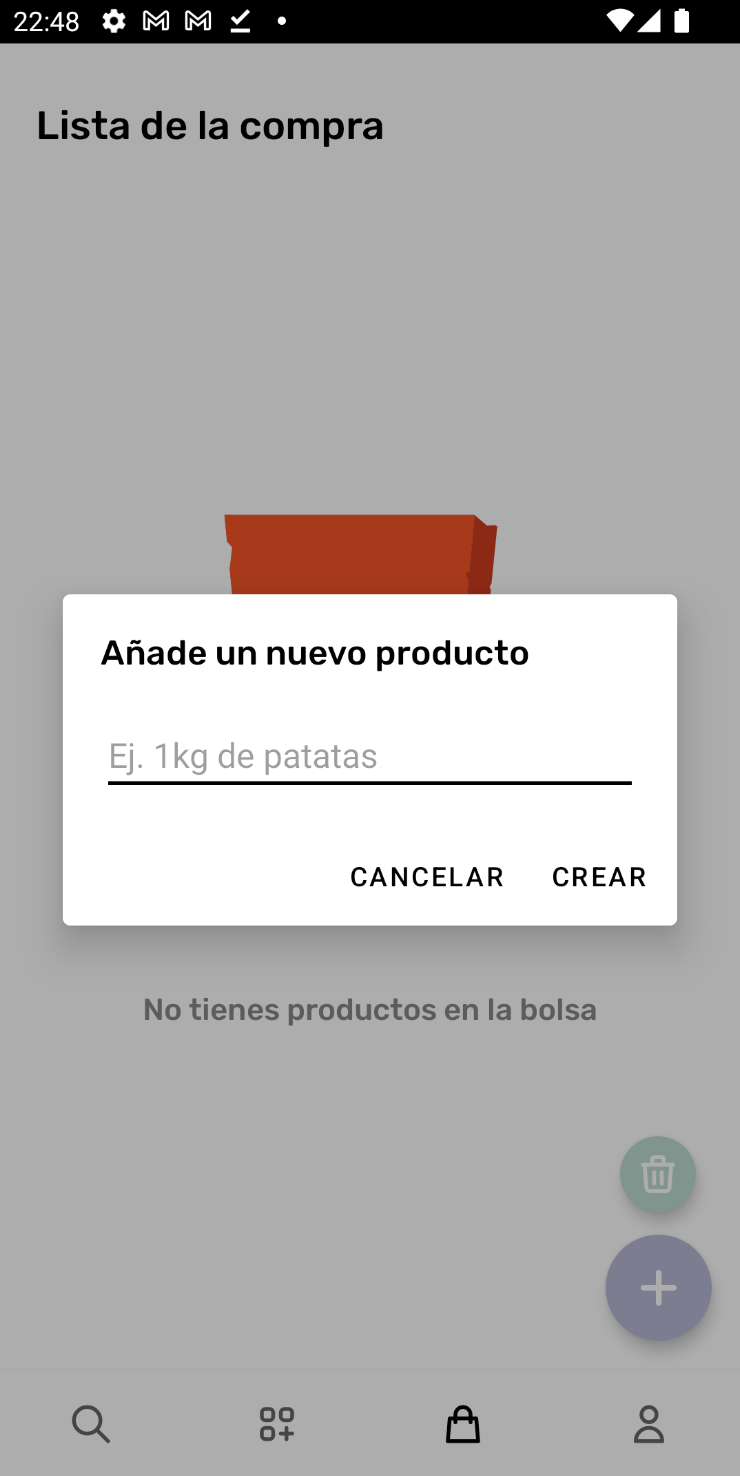 22:48
Lista de la compra
Añade un nuevo producto
Ej. 1kg de patatas
CANCELAR CREAR
No tienes productos en la bolsa